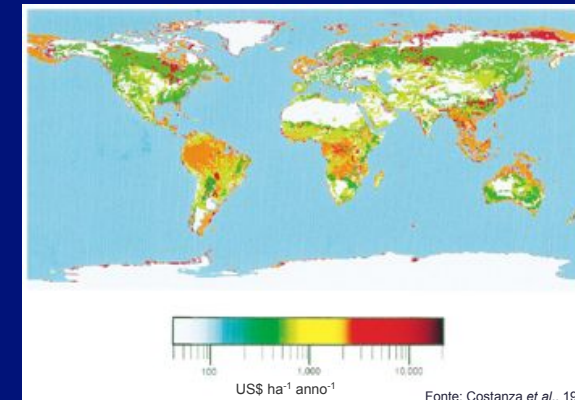 100
1,000
10,000
US$ ha⁻¹ anno⁻¹
Fonte: Costanza et al., 19